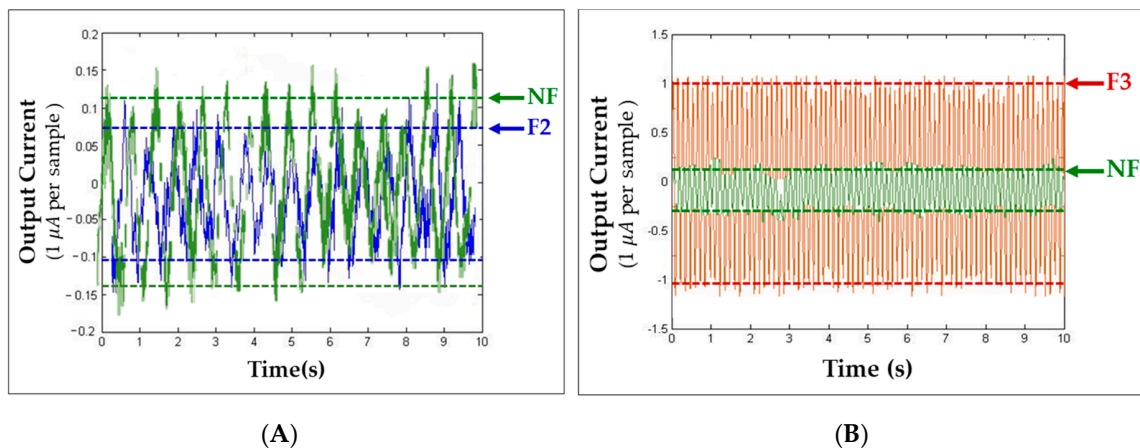 0.2
0.15
0.1
0.05
0
−0.05
−0.1
−0.15
−0.2
Output Current
(1 μA per sample)
0 1 2 3 4 5 6 7 8 9 10
Time(s)
NF
F2
(A)
1.5
1
0.5
0
-0.5
-1
-1.5
Output Current
(1 μA per sample)
0 1 2 3 4 5 6 7 8 9 10
Time (s)
F3
NF
(B)